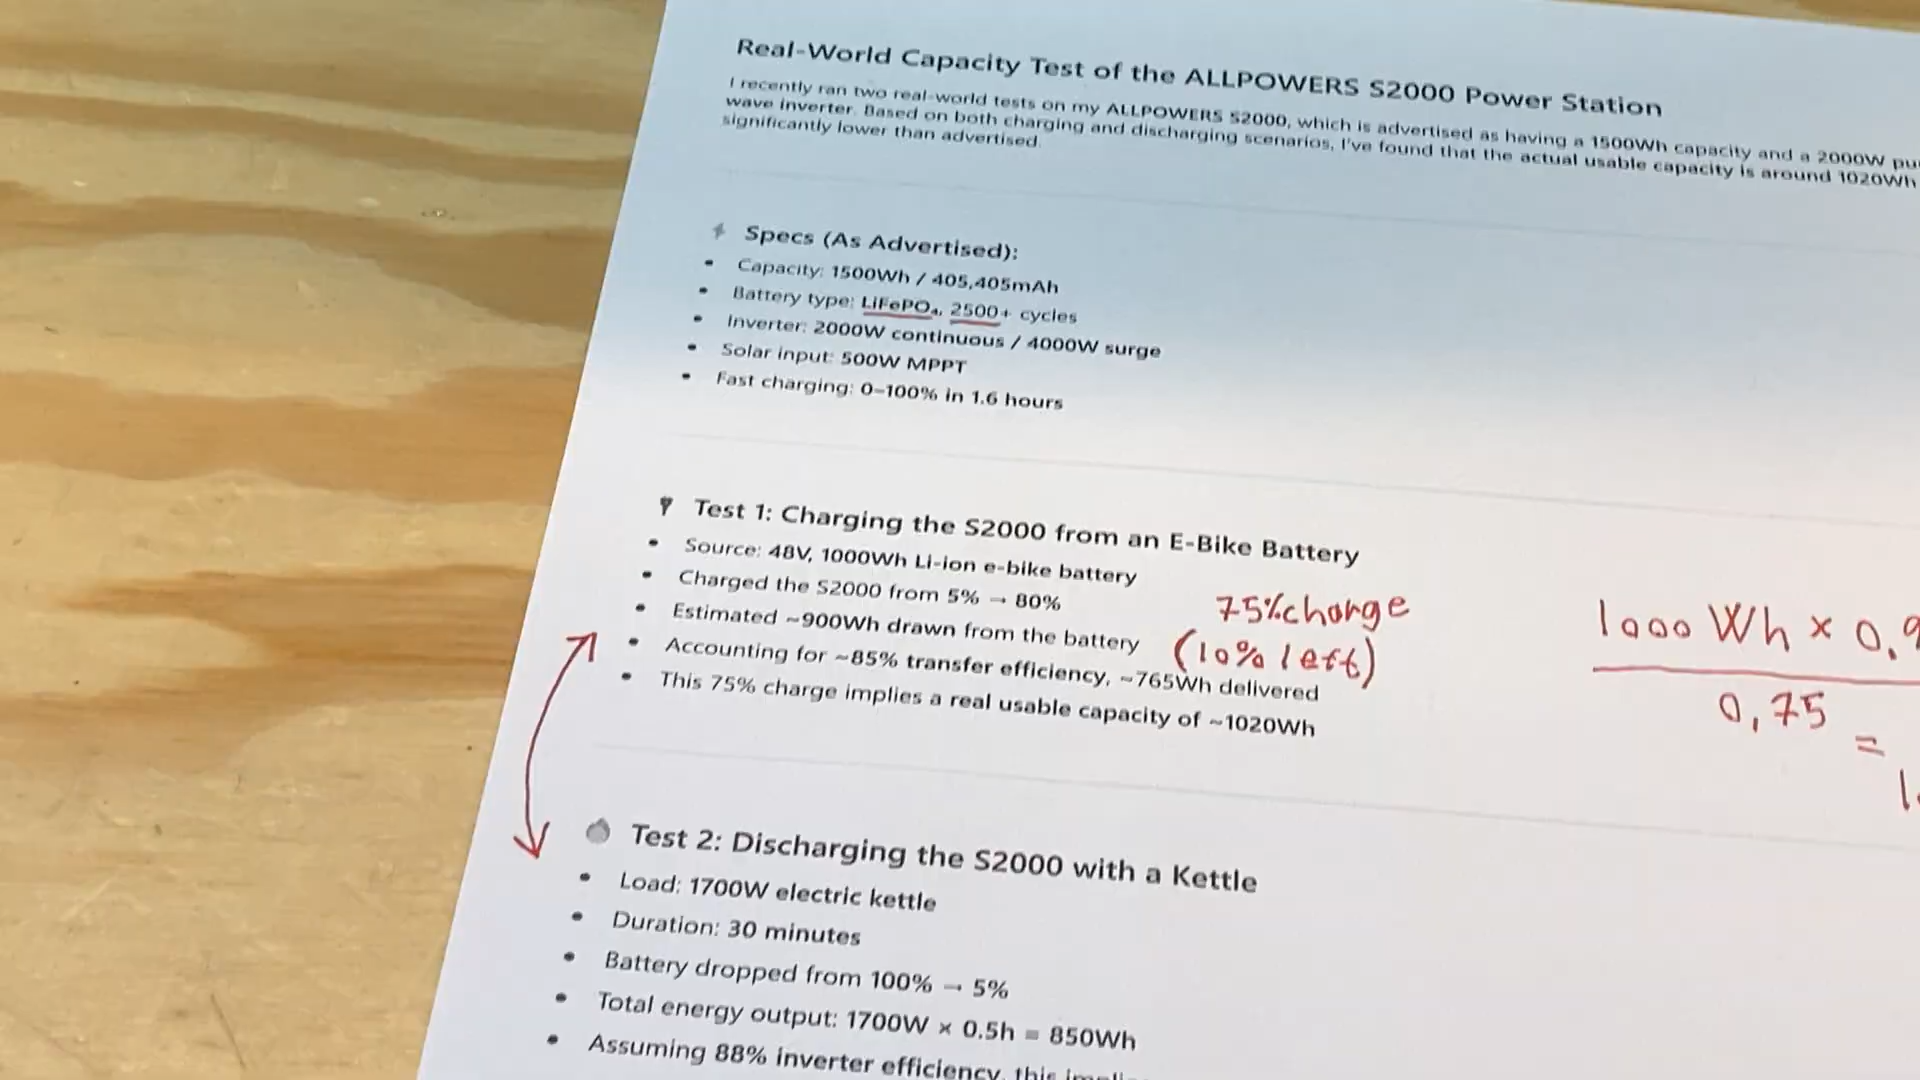 Real-World Capacity Test of the ALLPOWERS S2000 Power Station
I recently ran two real-world tests on my ALLPOWERS S2000, which is advertised as having a 1500Wh capacity and a 2000W
wave inverter. Based on both charging and discharging scenarios, I've found that the actual usable capacity is around 1020Wh
significantly lower than advertised.
Specs (As Advertised):
• Capacity: 1500Wh / 405,405mAh
• Battery type: LiFePO₄, 2500+ cycles
• Inverter: 2000W continuous / 4000W surge
• Solar input: 500W MPPT
• Fast charging: 0–100% in 1.6 hours
Test 1: Charging the S2000 from an E-Bike Battery
• Source: 48V, 1000Wh Li-ion e-bike battery
• Charged the S2000 from 5% → 80%
• Estimated ~900Wh drawn from the battery
• Accounting for ~85% transfer efficiency, ~765Wh delivered
• This 75% charge implies a real usable capacity of ~1020Wh
75% charge
(10% left)
1000 Wh × 0,9
0,75
=
Test 2: Discharging the S2000 with a Kettle
• Load: 1700W electric kettle
• Duration: 30 minutes
• Battery dropped from 100% → 5%
• Total energy output: 1700W × 0.5h = 850Wh
• Assuming 88% inverter efficiency, this